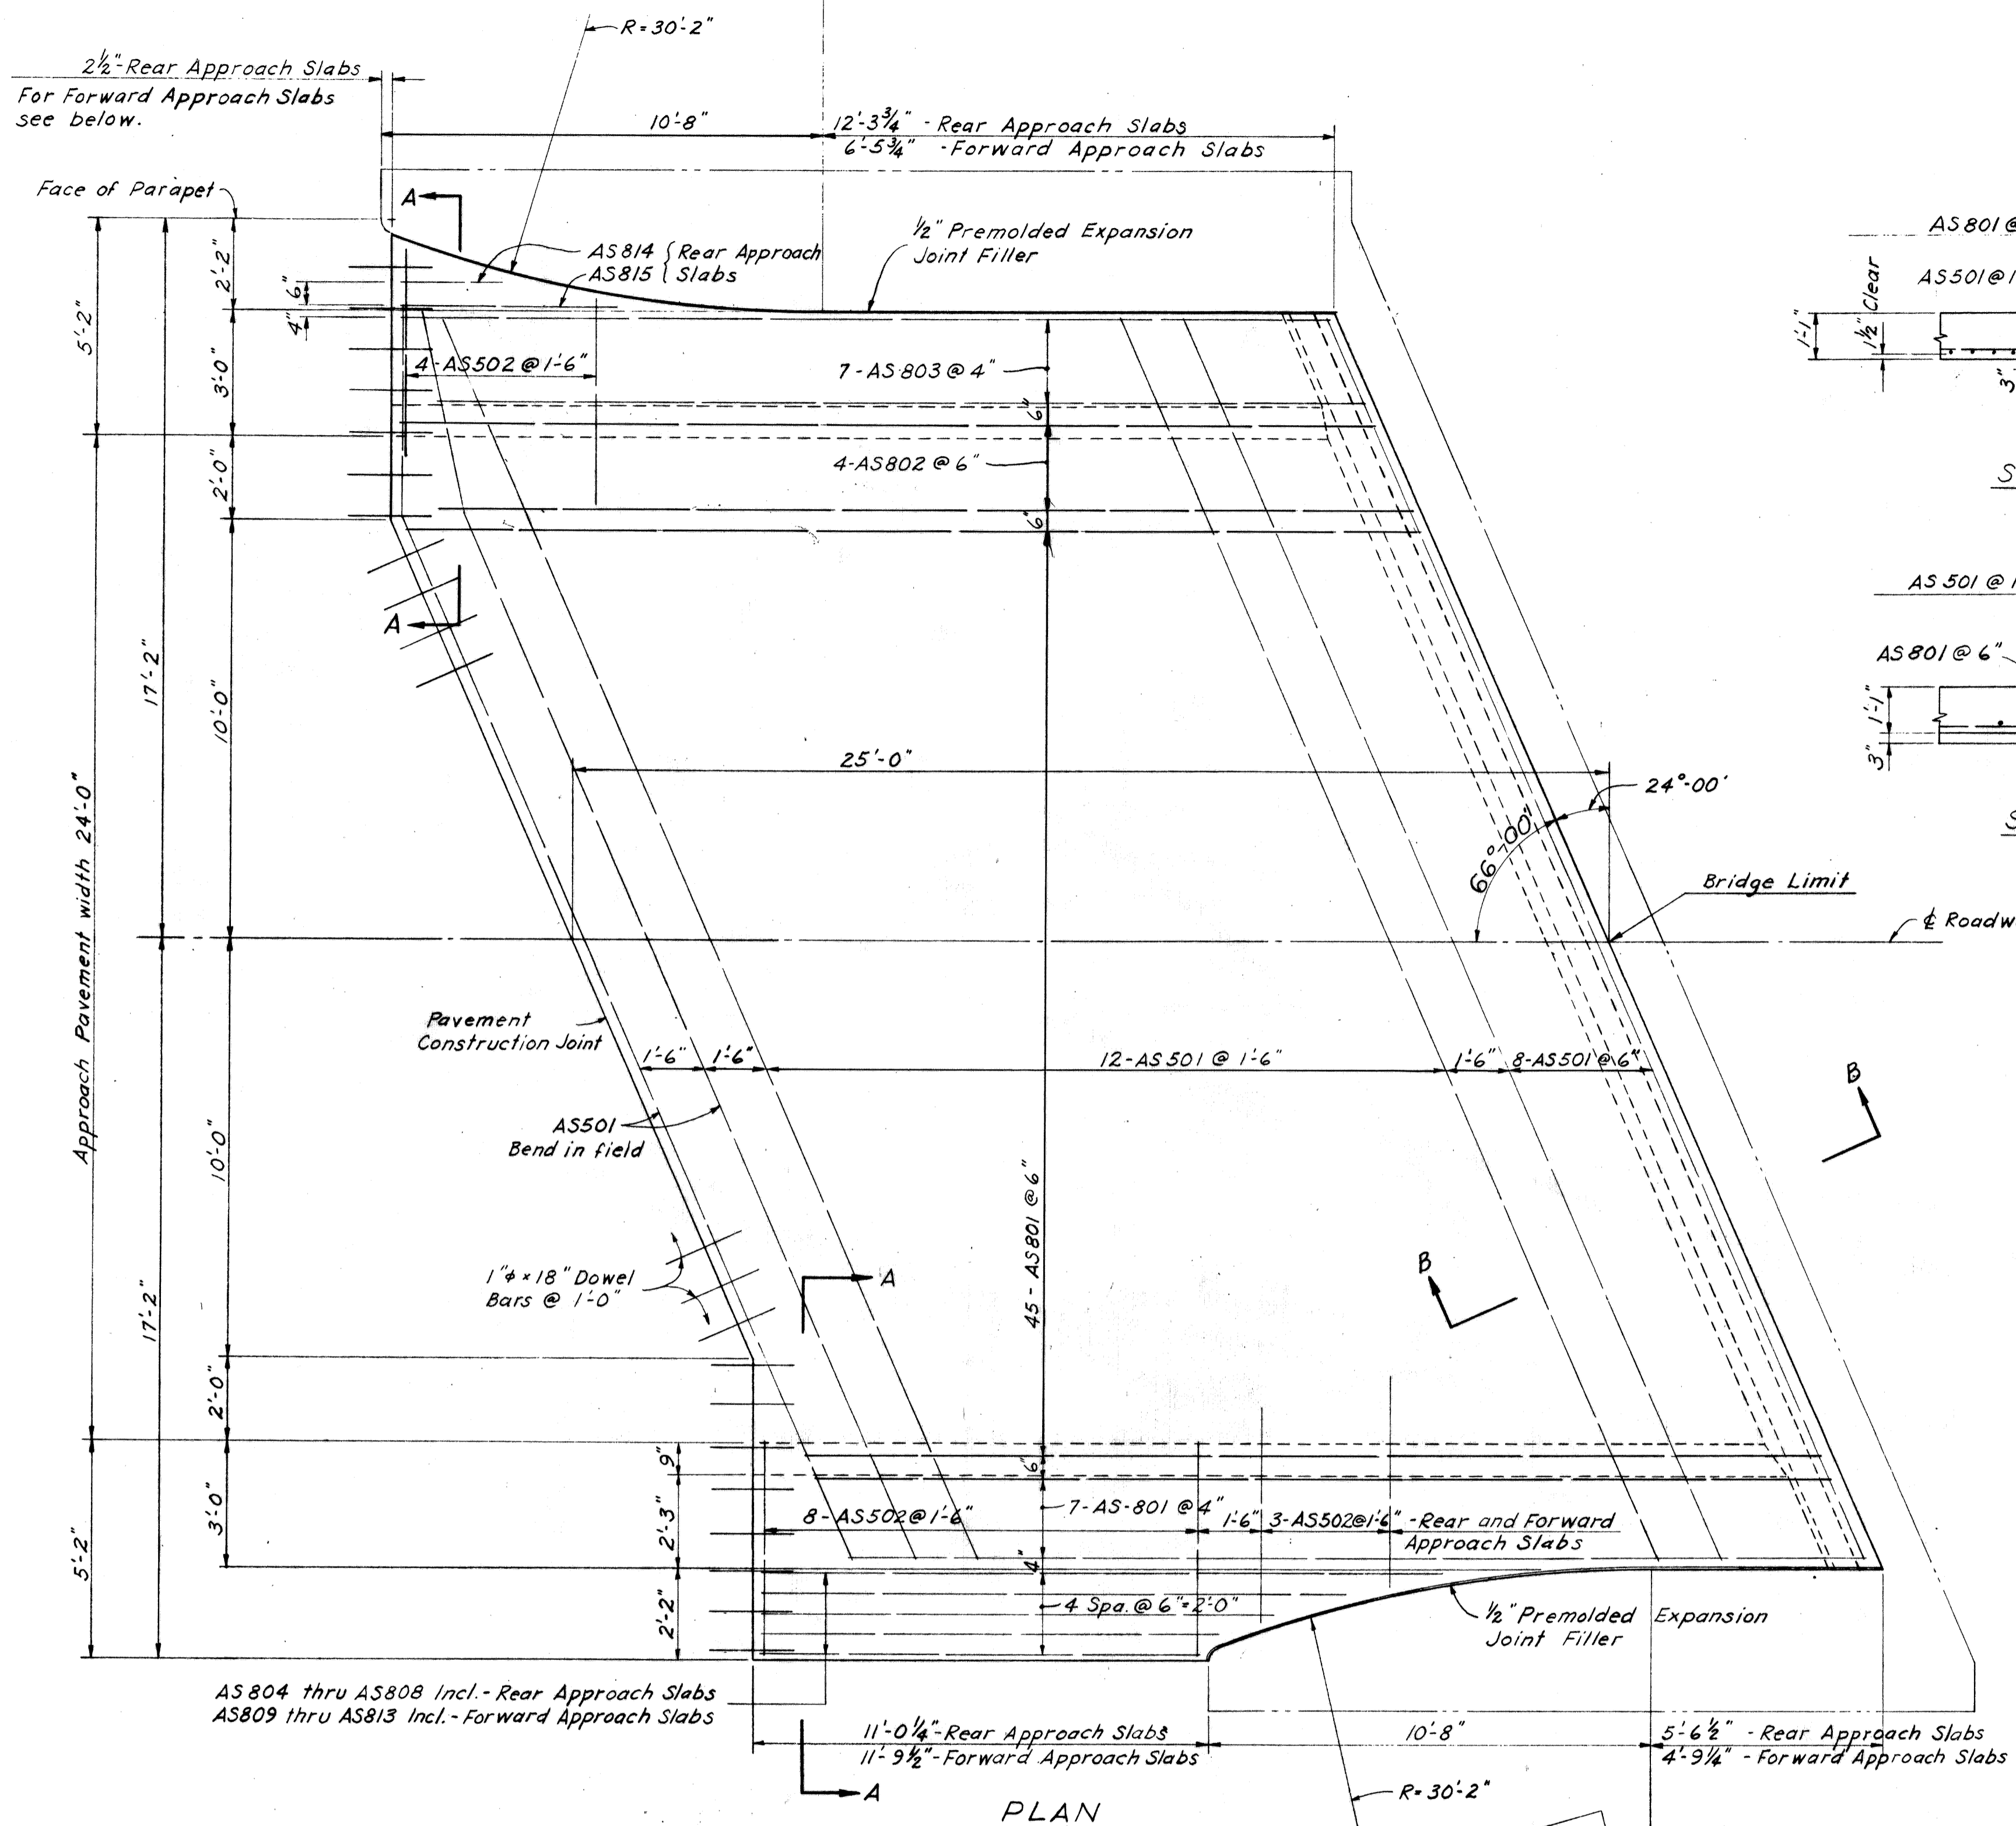 R=30'-2"
2½"-Rear Approach Slabs
For Forward Approach Slabs
see below.
10'-8"
12'-3¾" - Rear Approach Slabs
6'-5¾" - Forward Approach Slabs
Face of Parapet
A
½" Premolded Expansion
Joint Filler
AS814 { Rear Approach
AS815 { Slabs
AS801 @
AS501 @ 1
1½" Clear
1'-1"
3"
2'-2"
6"
4"
5'-2"
3'-0"
4-AS502 @ 1'-6"
7-AS803 @ 4"
6"
4-AS802 @ 6"
6"
2'-0"
S
A
AS 501 @ 1
AS 801 @ 6"
1'-1"
3"
S
17'-2"
10'-0"
25'-0"
24°-00'
66°-00'
Approach Pavement width 24'-0"
Bridge Limit
℄ Roadw
Pavement
Construction Joint
1'-6"
1'-6"
12-AS501 @ 1'-6"
1'-6"
8-AS501 @ 6"
B
AS501
Bend in field
10'-0"
45 - AS801 @ 6"
B
1"ϕ x 18" Dowel
Bars @ 1'-0"
A
17'-2"
2'-0"
9"
6"
5'-2"
3'-0"
2'-3"
8-AS502@1'-6"
7-AS-801 @ 4"
1'-6"
3-AS502@1'-6"
-Rear and Forward
Approach Slabs
4"
2'-2"
4 Spa. @ 6"=2'-0"
½" Premolded Expansion
Joint Filler
AS 804 thru AS808 Incl.- Rear Approach Slabs
AS809 thru AS813 Incl.- Forward Approach Slabs
11'-0¼"-Rear Approach Slabs
11'-9½"-Forward Approach Slabs
10'-8"
5'-6½" - Rear Approach Slabs
4'-9¼" - Forward Approach Slabs
A
R=30'-2"
PLAN